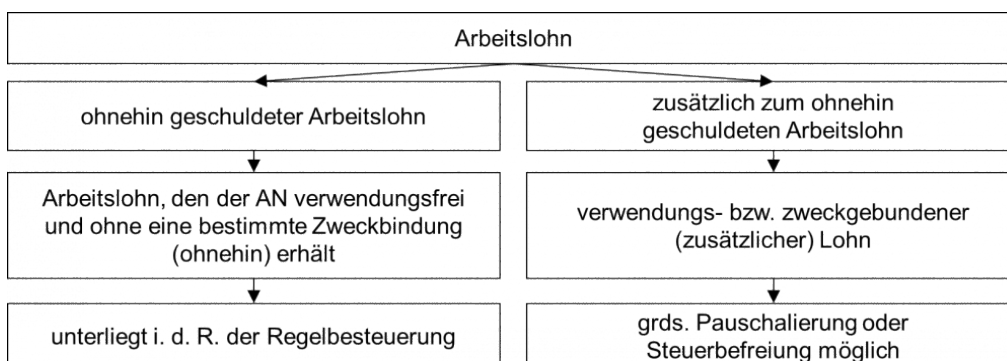 Arbeitslohn
ohnehin geschuldeter Arbeitslohn
zusätzlich zum ohnehin
geschuldeten Arbeitslohn
Arbeitslohn, den der AN verwendungsfrei
und ohne eine bestimmte Zweckbindung
(ohnehin) erhält
verwendungs- bzw. zweckgebundener
(zusätzlicher) Lohn
unterliegt i. d. R. der Regelbesteuerung
grds. Pauschalierung oder
Steuerbefreiung möglich